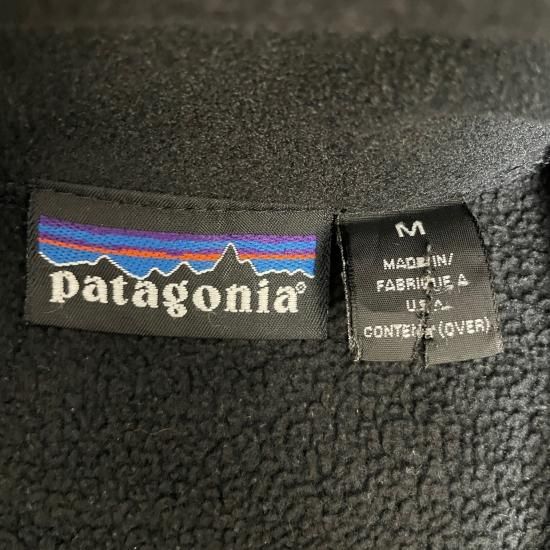 patagonia®
M
MADE IN/
FABRIQUE A
U.S.A.
CONTENT (OVER)